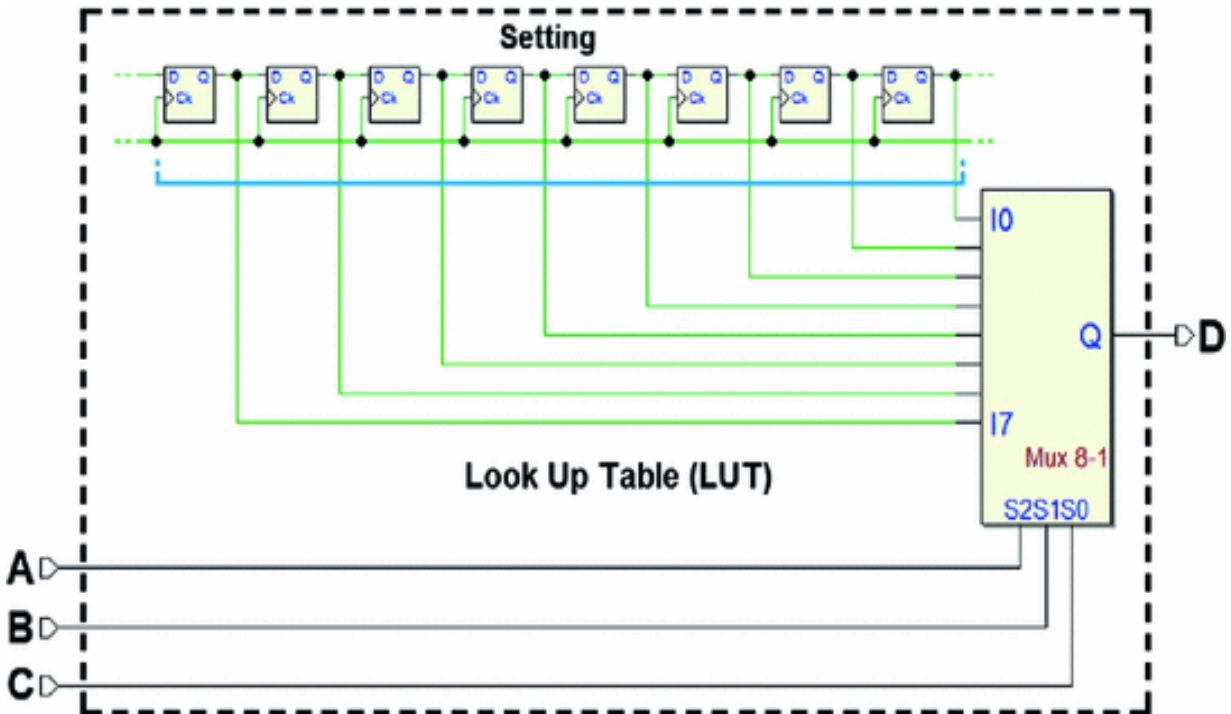 Setting
D Q D Q D Q D Q D Q D Q D Q D Q
Ck Ck Ck Ck Ck Ck Ck Ck
I0
Q
D
I7
Mux 8-1
Look Up Table (LUT)
S2S1S0
A
B
C